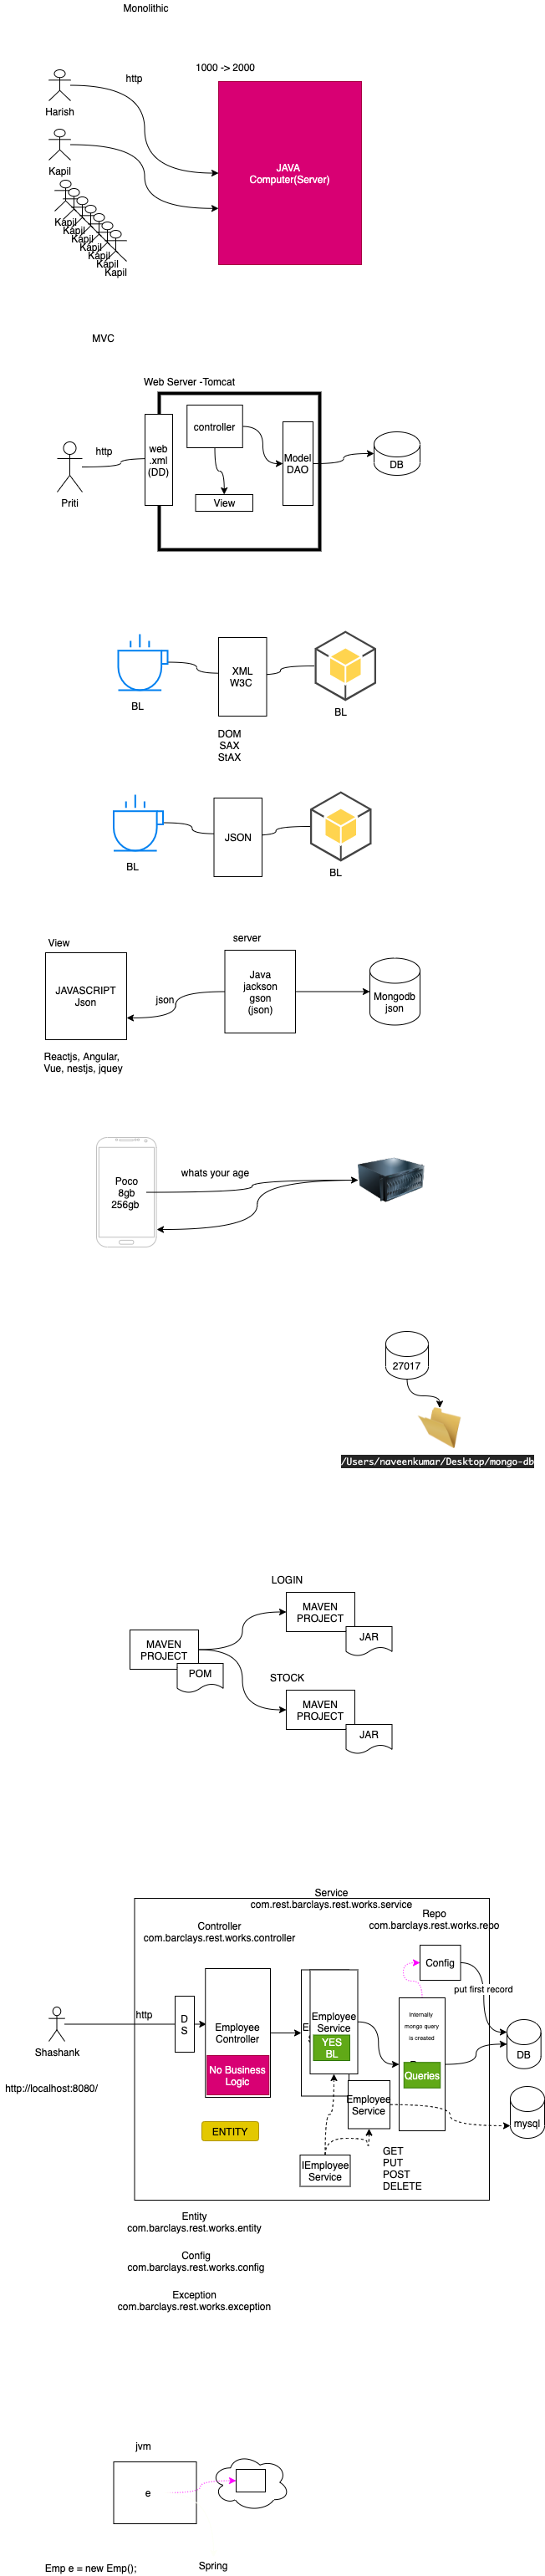 Monolithic
1000 -> 2000
http
Harish
JAVA
Computer(Server)
Kapil
Kapil
Kapil
Kapil
Kapil
Kapil
Kapil
Kapil
MVC
Web Server -Tomcat
controller
http
web
.xml
(DD)
Model
DAO
DB
Priti
View
XML
W3C
BL
BL
DOM
SAX
StAX
JSON
BL
BL
View
server
JAVASCRIPT
Json
json
Java
jackson
gson
(json)
Mongodb
json
Reactjs, Angular,
Vue, nestjs, jquey
Poco
8gb
256gb
whats your age
27017
/Users/naveenkumar/Desktop/mongo-db
LOGIN
MAVEN
PROJECT
JAR
MAVEN
PROJECT
POM
STOCK
MAVEN
PROJECT
JAR
Service
com.rest.barclays.rest.works.service
Repo
com.barclays.rest.works.repo
Controller
com.barclays.rest.works.controller
Config
put first record
http
D
S
Employee
Controller
Employee
Service
YES
BL
Internally
mongo query
is created
Shashank
DB
No Business
Logic
Queries
http://localhost:8080/
Employee
Service
mysql
ENTITY
IEmployee
Service
GET
PUT
POST
DELETE
Entity
com.barclays.rest.works.entity
Config
com.barclays.rest.works.config
Exception
com.barclays.rest.works.exception
jvm
e
Emp e = new Emp();
Spring